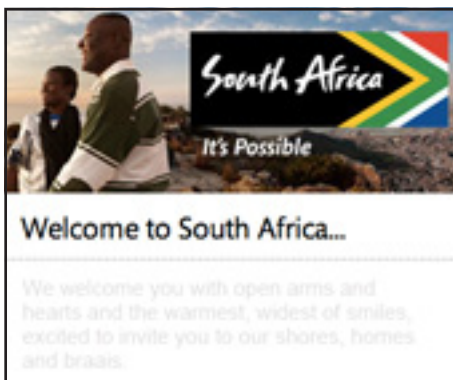 South Africa
It's Possible
Welcome to South Africa...
We welcome you with open arms and
hearts and the warmest, widest of smiles,
excited to invite you to our shores, homes
and braais.